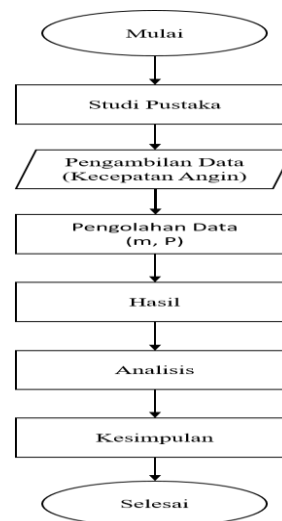 Mulai
Studi Pustaka
Pengambilan Data
(Kecepatan Angin)
Pengolahan Data
(m, P)
Hasil
Analisis
Kesimpulan
Selesai